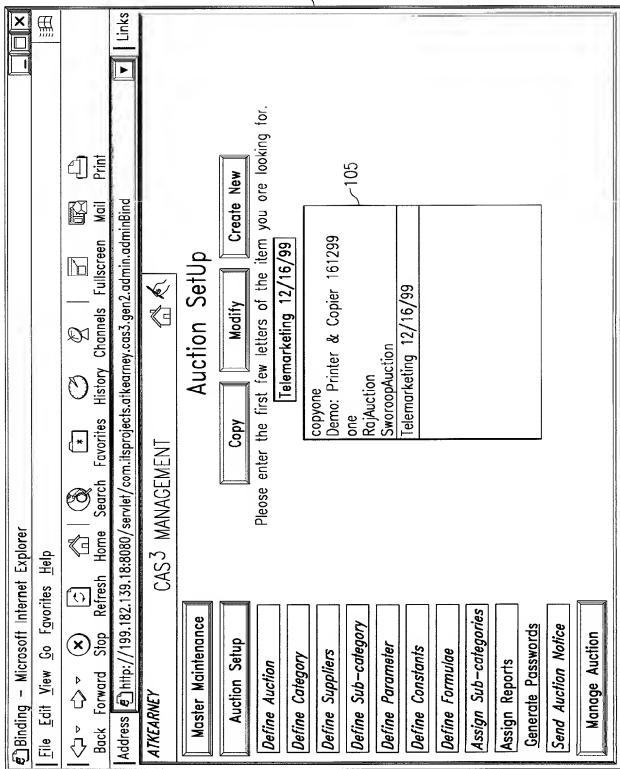 Binding - Microsoft Internet Explorer
File Edit View Go Favorites Help
Back Forward Stop Refresh Home Search Favorites History Channels Fullscreen Mail Print
Address http://199.182.139.18:8080/servlet/com.itsprojects.atkearney.cas3.gen2.admin.adminBind Links
ATKEARNEY
CAS3 MANAGEMENT
Master Maintenance
Auction Setup
Define Auction
Define Category
Define Suppliers
Define Sub-category
Define Parameter
Define Constants
Define Formulae
Assign Sub-categories
Assign Reports
Generate Passwords
Send Auction Notice
Manage Auction
Auction SetUp
Copy Modify Create New
Please enter the first few letters of the item you are looking for.
Telemarketing 12/16/99
copyone
Demo: Printer & Copier 161299
one
RajAuction
SworoopAuction
Telemarketing 12/16/99
105